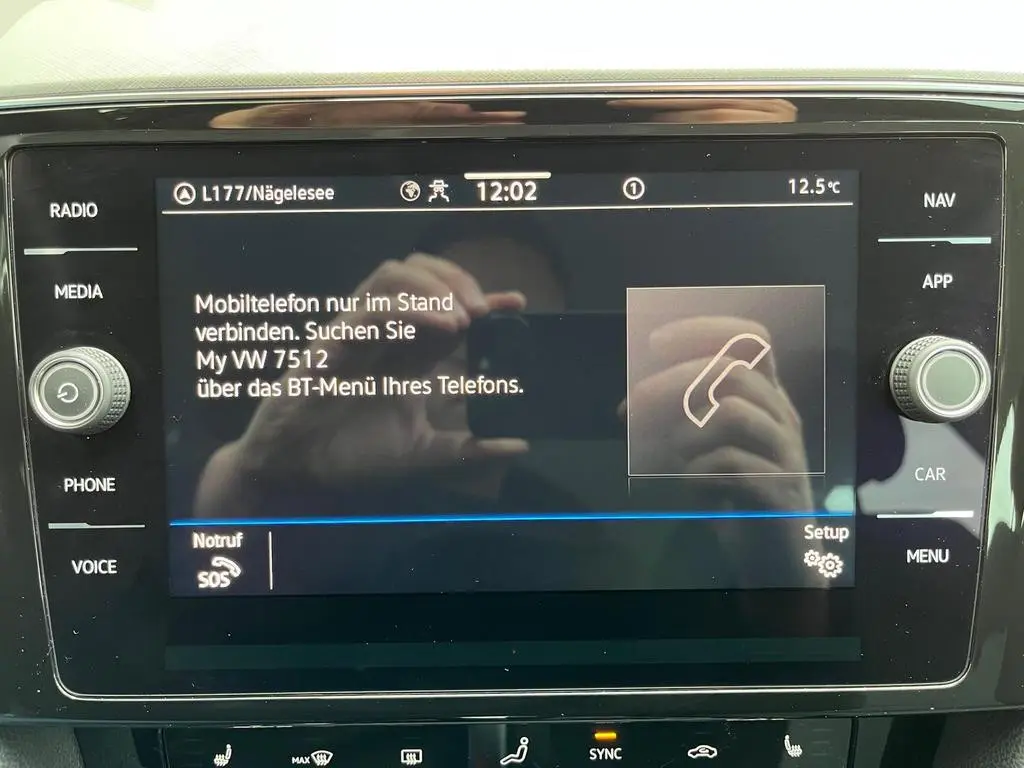 RADIO
MEDIA
PHONE
VOICE
L177/Nägelesee
12:02
1
12.5°C
Mobiltelefon nur im Stand
verbinden. Suchen Sie
My VW 7512
über das BT-Menü Ihres Telefons.
Notruf
SOS
Setup
NAV
APP
CAR
MENU
MAX
SYNC